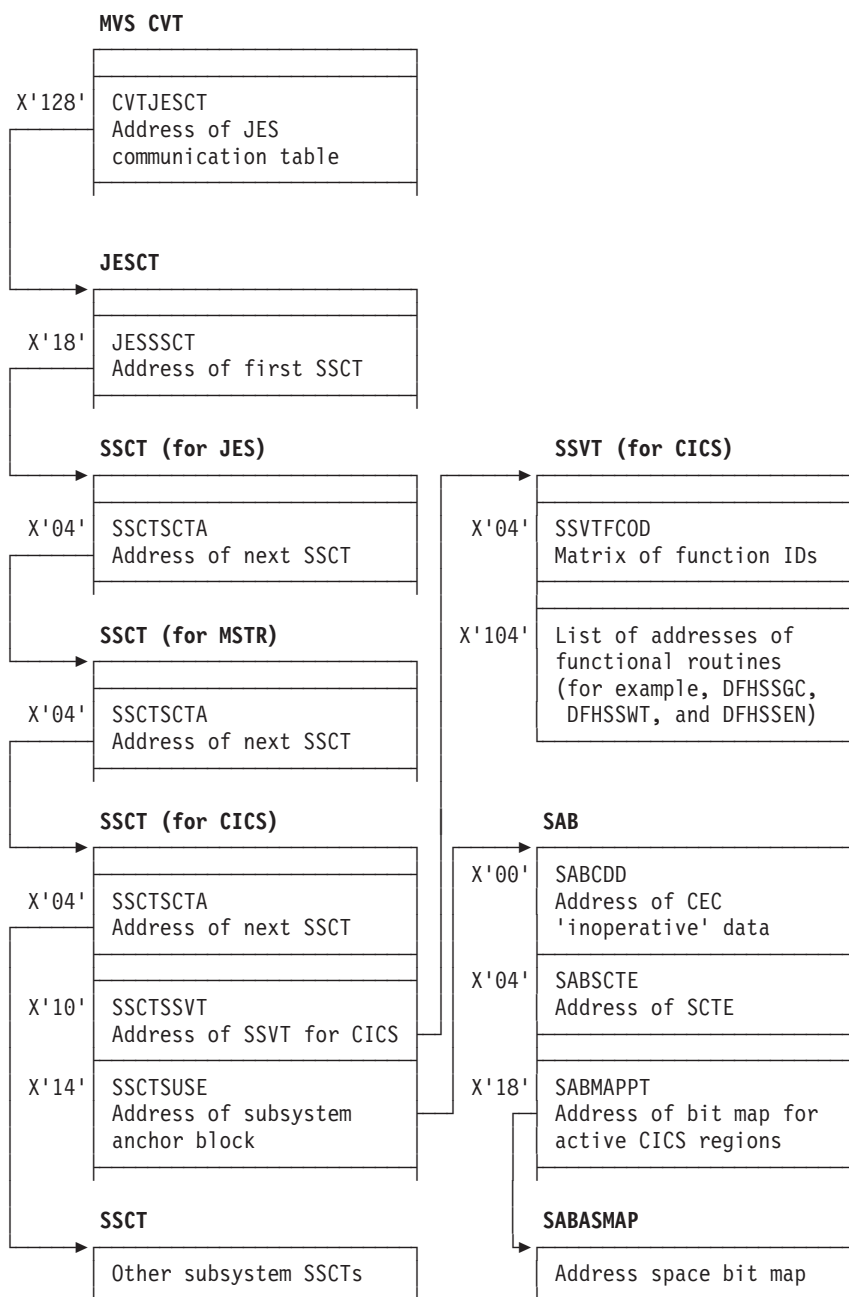 MVS CVT
X'128' CVTJESCT
Address of JES
communication table
JESCT
X'18' JESSSCT
Address of first SSCT
SSCT (for JES)
X'04' SSCTSCTA
Address of next SSCT
SSCT (for MSTR)
X'04' SSCTSCTA
Address of next SSCT
SSCT (for CICS)
X'04' SSCTSCTA
Address of next SSCT
X'10' SSCTSSVT
Address of SSVT for CICS
X'14' SSCTSUSE
Address of subsystem
anchor block
SSCT
Other subsystem SSCTs
SSVT (for CICS)
X'04' SSVTFCOD
Matrix of function IDs
X'104' List of addresses of
functional routines
(for example, DFHSSGC,
DFHSSWT, and DFHSSEN)
SAB
X'00' SABCDD
Address of CEC
'inoperative' data
X'04' SABSCTE
Address of SCTE
X'18' SABMAPPT
Address of bit map for
active CICS regions
SABASMAP
Address space bit map